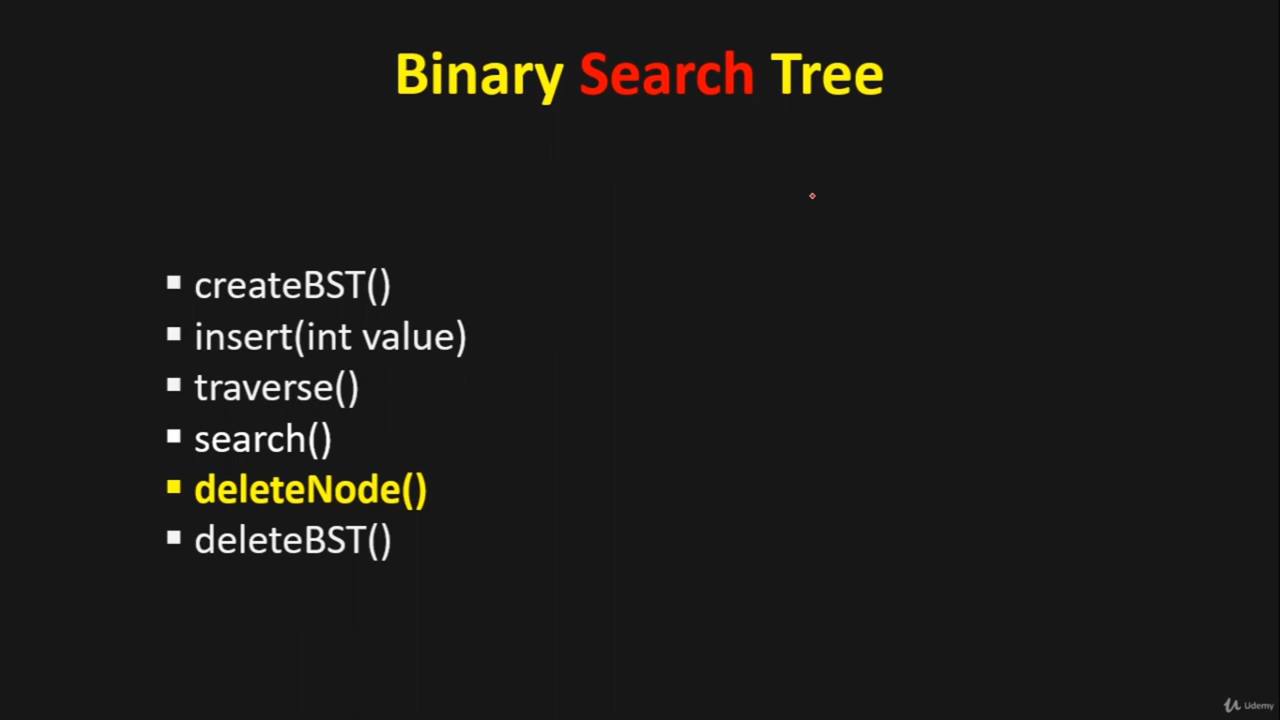 Binary Search Tree
▪ createBST()
▪ insert(int value)
▪ traverse()
▪ search()
▪ deleteNode()
▪ deleteBST()
Udemy